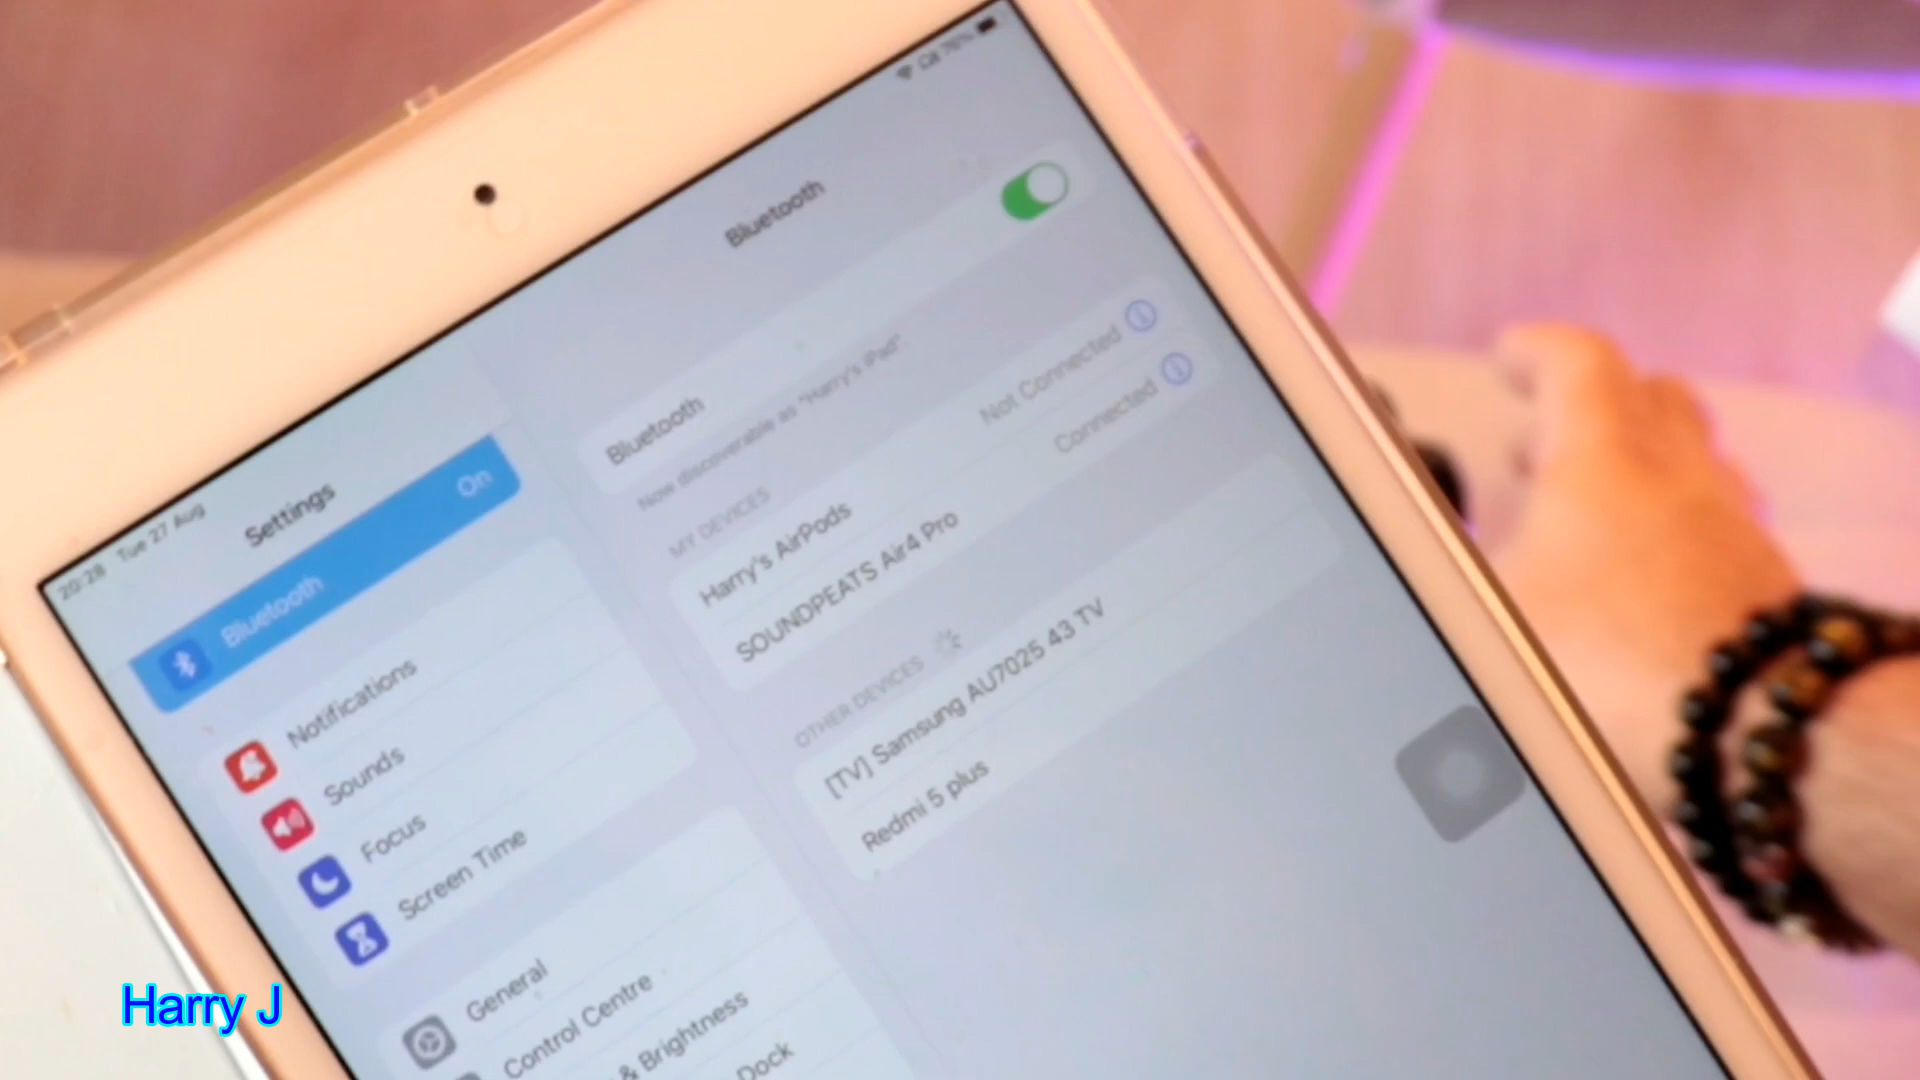 20:28 Tue 27 Aug
Settings
Bluetooth On
Notifications
Sounds
Focus
Screen Time
General
Control Centre
& Brightness
Dock
Bluetooth
Bluetooth
Now discoverable as "Harry's iPad"
MY DEVICES
Harry's AirPods Not Connected
SOUNDPEATS Air4 Pro Connected
OTHER DEVICES
[TV] Samsung AU7025 43 TV
Redmi 5 plus
Harry J